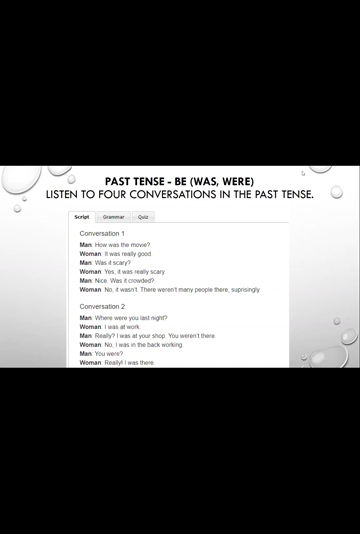 PAST TENSE - BE (WAS, WERE)
LISTEN TO FOUR CONVERSATIONS IN THE PAST TENSE.
Script Grammar Quiz
Conversation 1
Man: How was the movie?
Woman: It was really good.
Man: Was it scary?
Woman: Yes, it was really scary.
Man: Nice. Was it crowded?
Woman: No, it wasn't. There weren't many people there, suprisingly.
Conversation 2
Man: Where were you last night?
Woman: I was at work.
Man: Really? I was at your shop. You weren't there.
Woman: No, I was in the back working.
Man: You were?
Woman: Really! I was there.